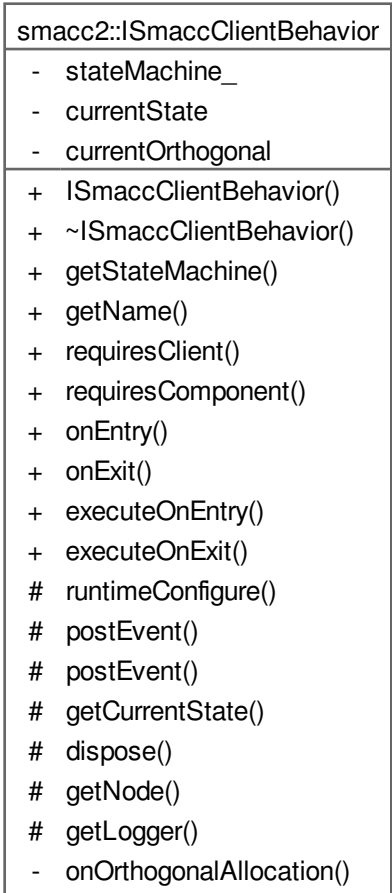 smacc2::ISmaccClientBehavior
- stateMachine_
- currentState
- currentOrthogonal
+ ISmaccClientBehavior()
+ ~ISmaccClientBehavior()
+ getStateMachine()
+ getName()
+ requiresClient()
+ requiresComponent()
+ onEntry()
+ onExit()
+ executeOnEntry()
+ executeOnExit()
# runtimeConfigure()
# postEvent()
# postEvent()
# getCurrentState()
# dispose()
# getNode()
# getLogger()
- onOrthogonalAllocation()